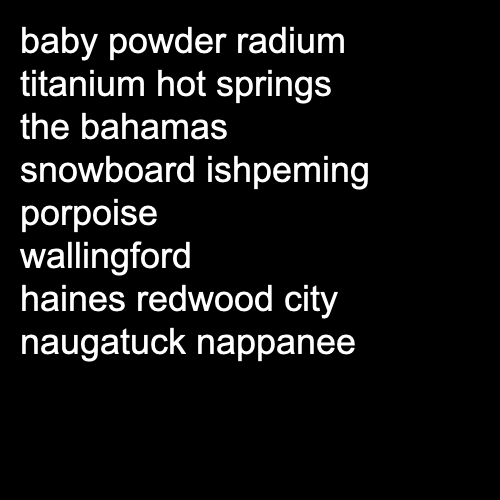 baby powder radium
titanium hot springs
the bahamas
snowboard ishpeming
porpoise
wallingford
haines redwood city
naugatuck nappanee